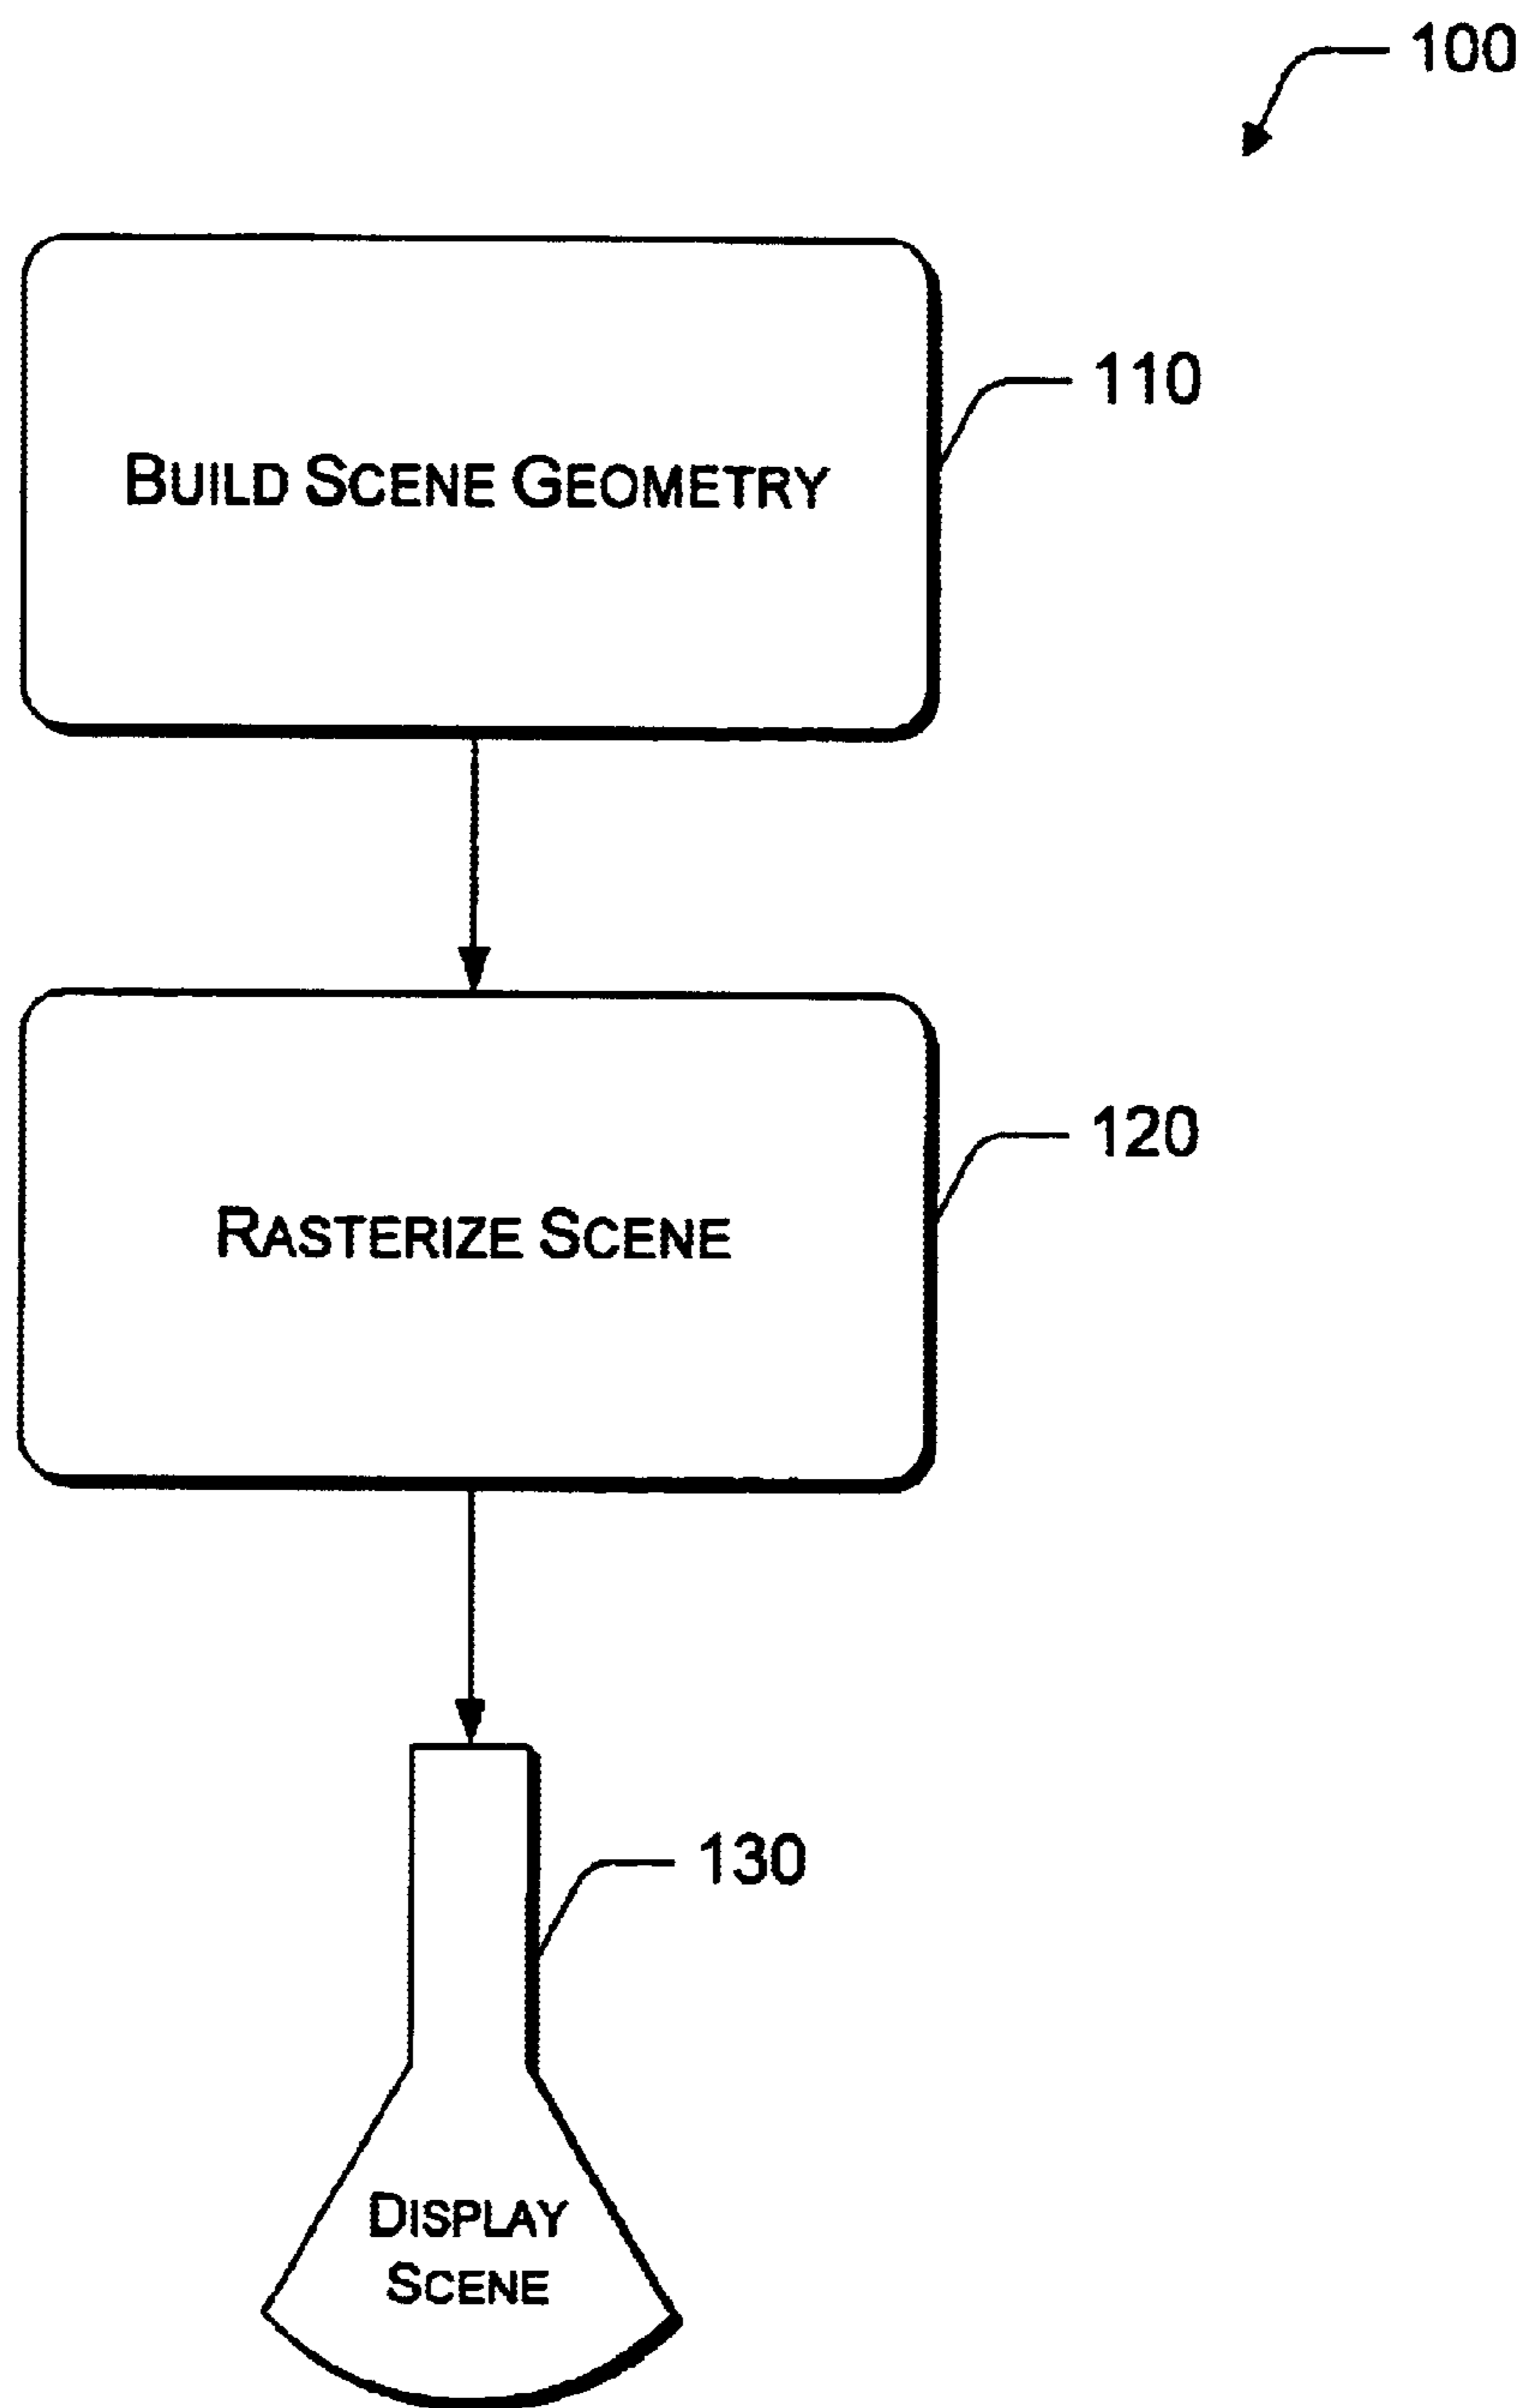 100
BUILD SCENE GEOMETRY
110
RASTERIZE SCENE
120
130
DISPLAY
SCENE